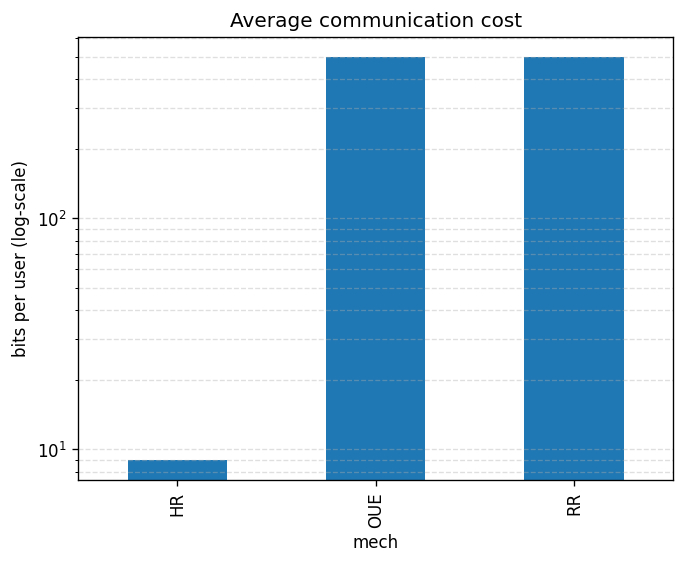 Average communication cost
bits per user (log-scale)
10²
10¹
HR
OUE
RR
mech